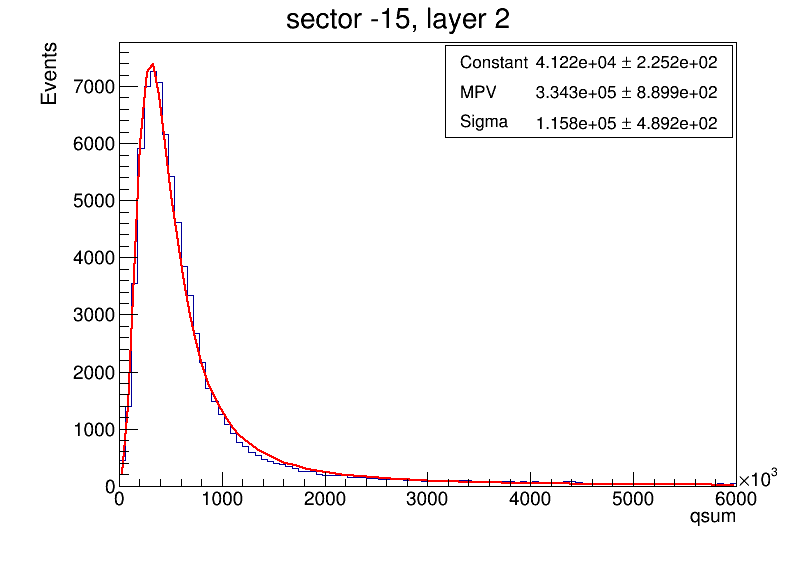 sector -15, layer 2
Events
Constant 4.122e+04 ± 2.252e+02
MPV 3.343e+05 ± 8.899e+02
Sigma 1.158e+05 ± 4.892e+02
7000
6000
5000
4000
3000
2000
1000
0
0 1000 2000 3000 4000 5000 6000
×10³
qsum